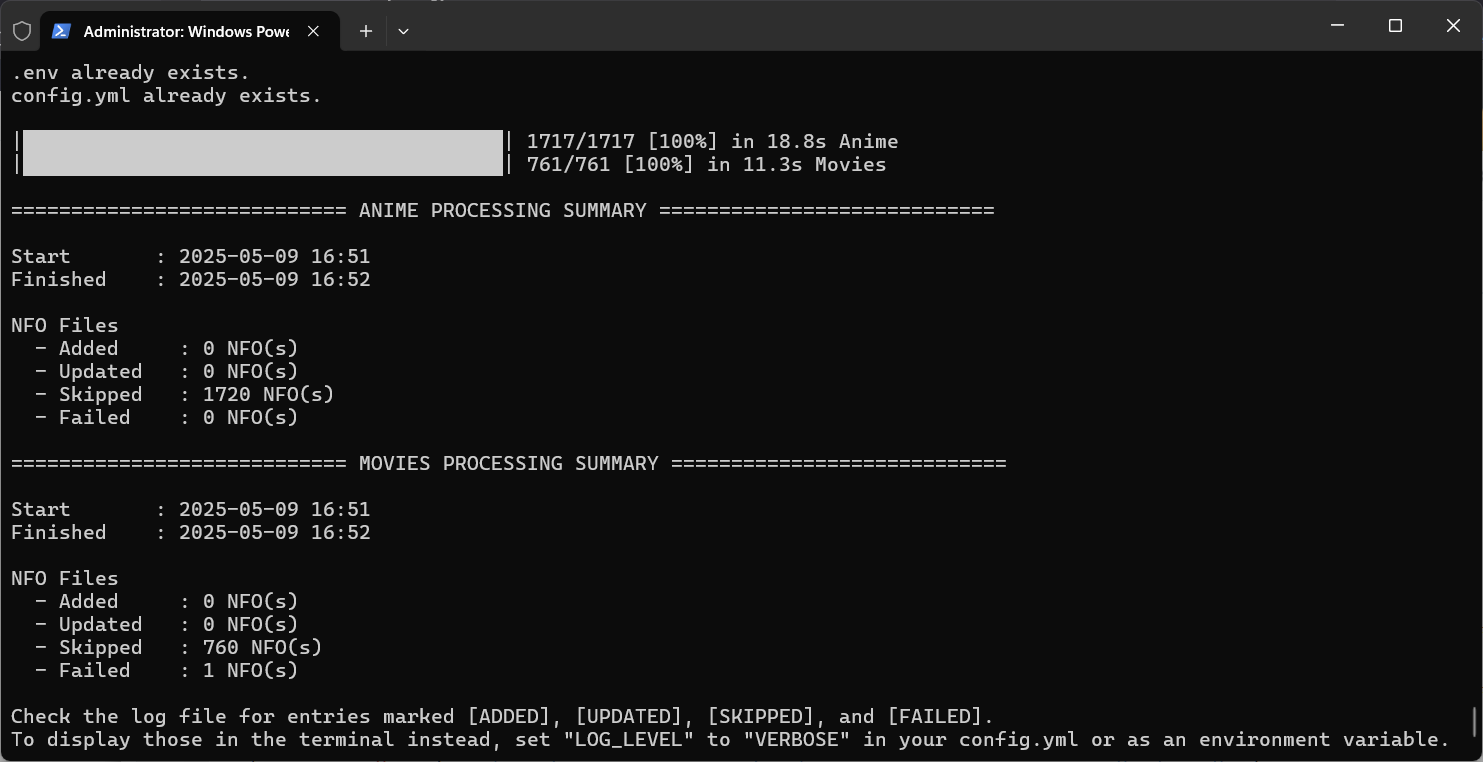 Administrator: Windows Powe
.env already exists.
config.yml already exists.
| | 1717/1717 [100%] in 18.8s Anime
| | 761/761 [100%] in 11.3s Movies
============================ ANIME PROCESSING SUMMARY ============================
Start : 2025-05-09 16:51
Finished : 2025-05-09 16:52
NFO Files
- Added : 0 NFO(s)
- Updated : 0 NFO(s)
- Skipped : 1720 NFO(s)
- Failed : 0 NFO(s)
============================ MOVIES PROCESSING SUMMARY ============================
Start : 2025-05-09 16:51
Finished : 2025-05-09 16:52
NFO Files
- Added : 0 NFO(s)
- Updated : 0 NFO(s)
- Skipped : 760 NFO(s)
- Failed : 1 NFO(s)
Check the log file for entries marked [ADDED], [UPDATED], [SKIPPED], and [FAILED].
To display those in the terminal instead, set "LOG_LEVEL" to "VERBOSE" in your config.yml or as an environment variable.